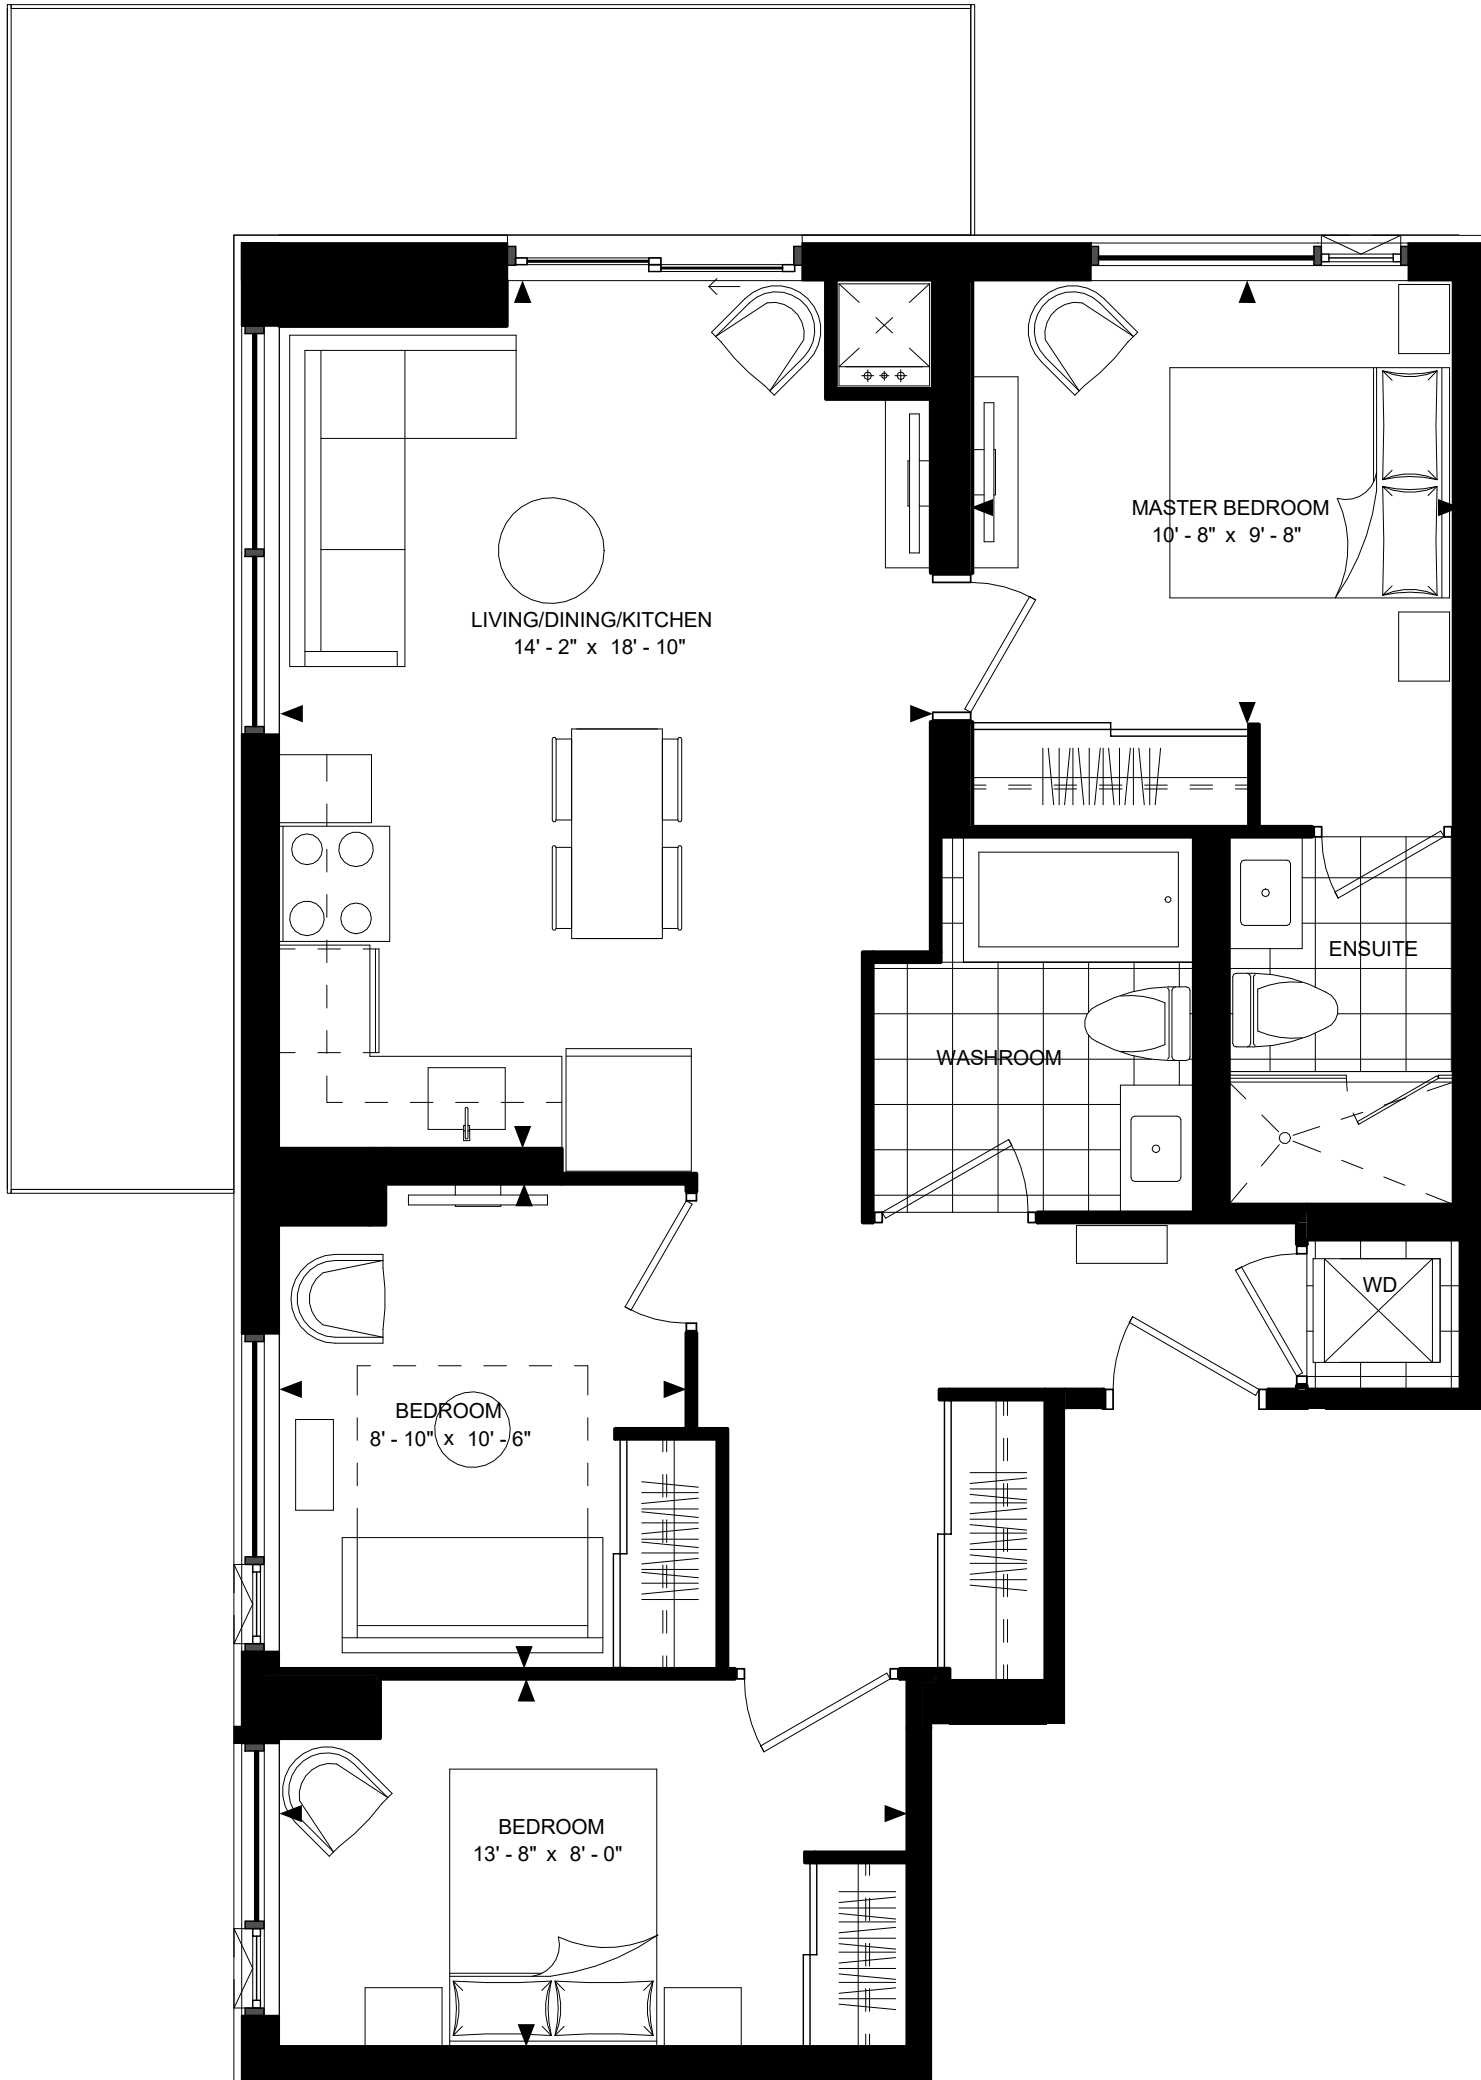 MASTER BEDROOM
10' - 8" x 9' - 8"
LIVING/DINING/KITCHEN
14' - 2" x 18' - 10"
ENSUITE
WASHROOM
WD
BEDROOM
8' - 10" x 10' - 6"
BEDROOM
13' - 8" x 8' - 0"